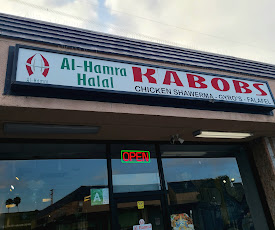 Al-Hamra
Halal
KABOBS
CHICKEN SHAWERMA - GYRO'S - FALAFEL
OPEN
A